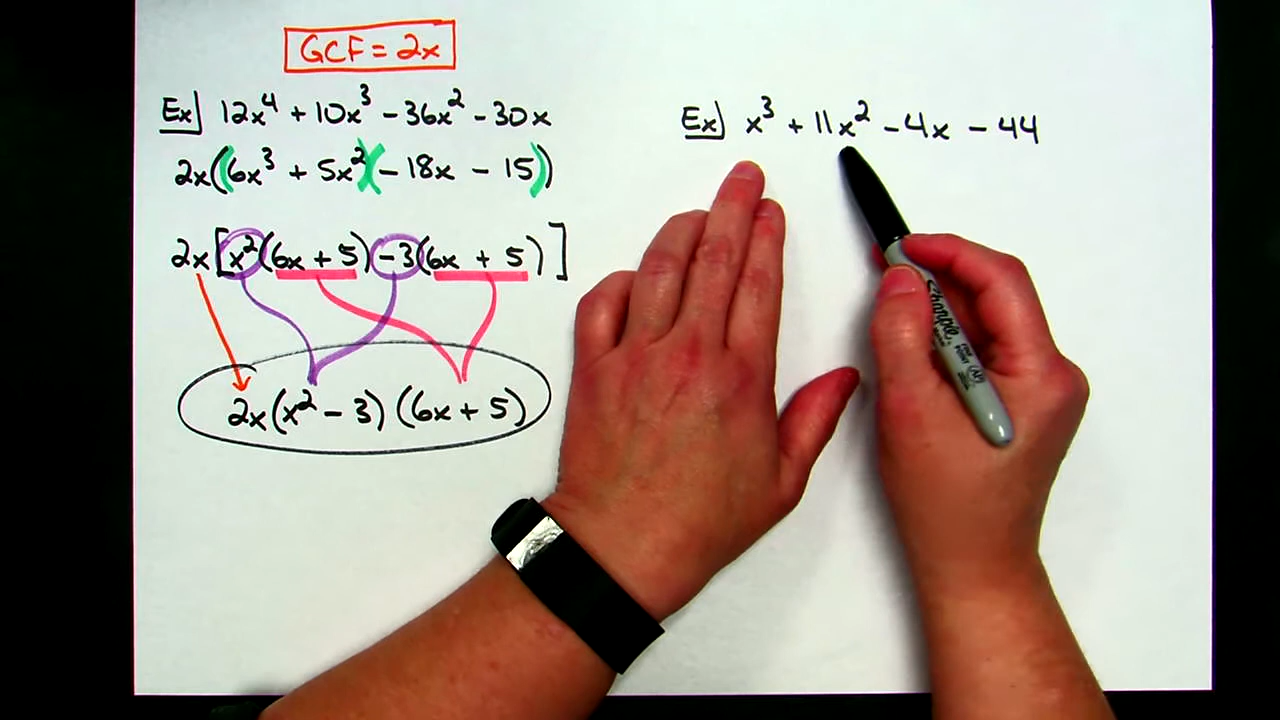 GCF = 2x
Ex] 12x⁴ + 10x³ - 36x² - 30x
2x((6x³ + 5x²)(- 18x - 15))
2x[x²(6x + 5) - 3(6x + 5)]
2x(x² - 3)(6x + 5)
Ex] x³ + 11x² - 4x - 44
Sharpie